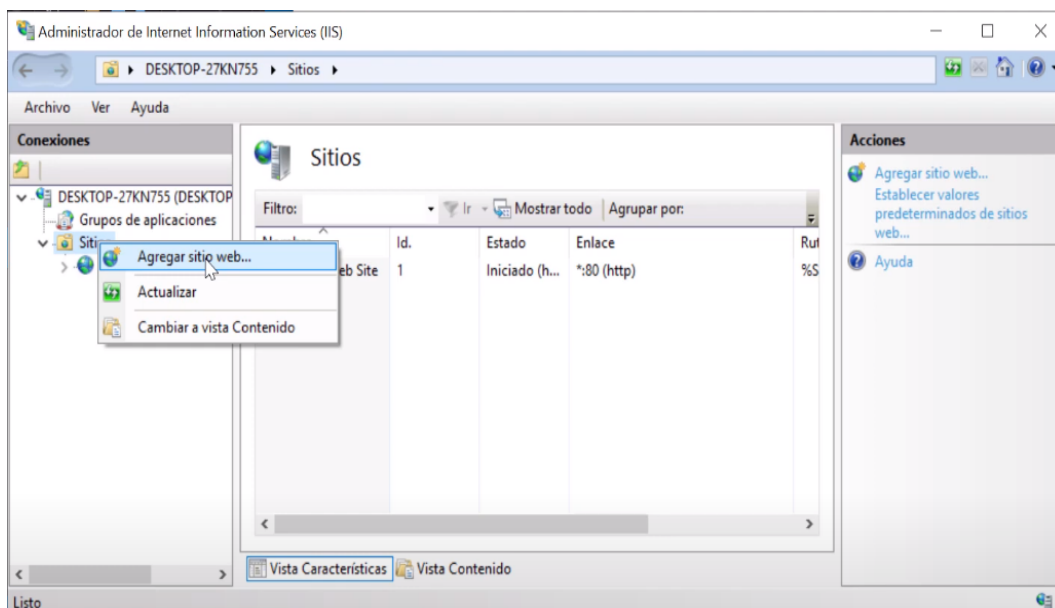 Administrador de Internet Information Services (IIS)
DESKTOP-27KN755 Sitios
Archivo Ver Ayuda
Conexiones
DESKTOP-27KN755 (DESKTOP
Grupos de aplicaciones
Agregar sitio web...
Actualizar
Cambiar a vista Contenido
Sitios
Filtro: Ir Mostrar todo Agrupar por:
Id. Estado Enlace Rut
eb Site 1 Iniciado (h... *:80 (http) %S
Vista Características Vista Contenido
Acciones
Agregar sitio web...
Establecer valores
predeterminados de sitios
web...
Ayuda
Listo